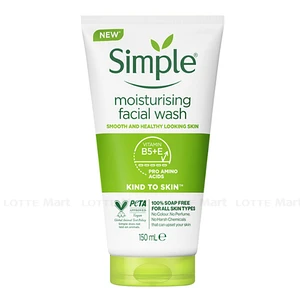 NEW
Simple®
moisturising
facial wash
SMOOTH AND HEALTHY LOOKING SKIN
VITAMIN
B5+E
PRO AMINO
ACIDS
KIND TO SKIN™
PETA
100% SOAP FREE
FOR ALL SKIN TYPES
No Colour, No Perfume,
No Harsh Chemicals
that can upset your skin
150 mL e
LOTTE Mart